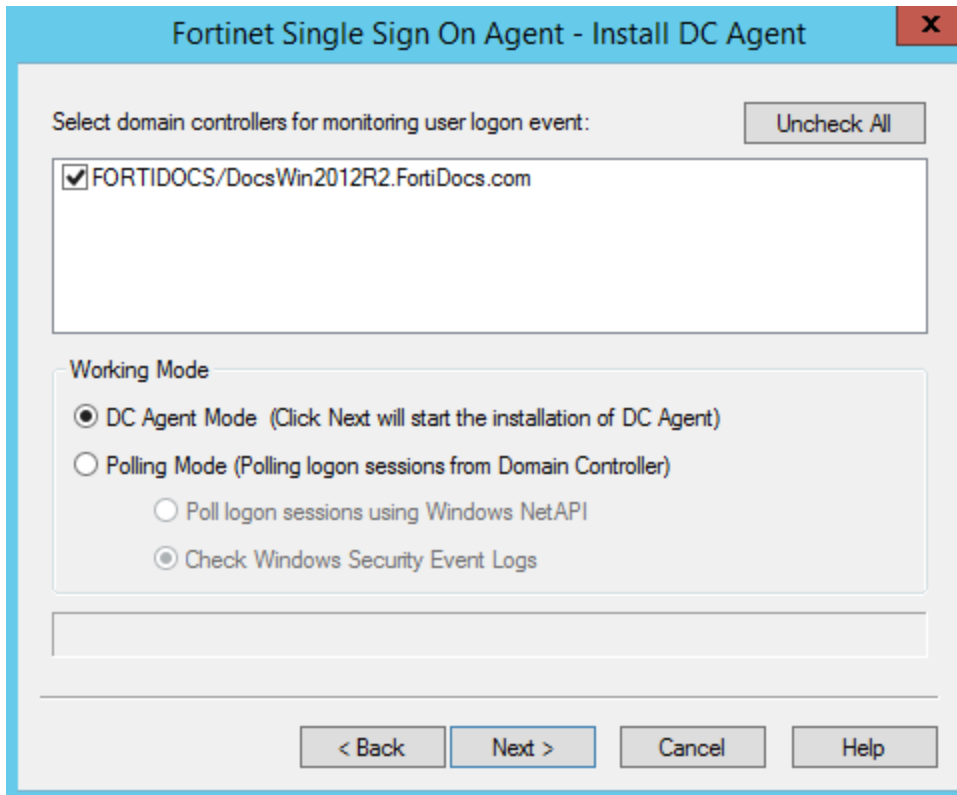 Fortinet Single Sign On Agent - Install DC Agent
x
Select domain controllers for monitoring user logon event:
Uncheck All
FORTIDOCS/DocsWin2012R2.FortiDocs.com
Working Mode
DC Agent Mode (Click Next will start the installation of DC Agent)
Polling Mode (Polling logon sessions from Domain Controller)
Poll logon sessions using Windows NetAPI
Check Windows Security Event Logs
< Back
Next >
Cancel
Help